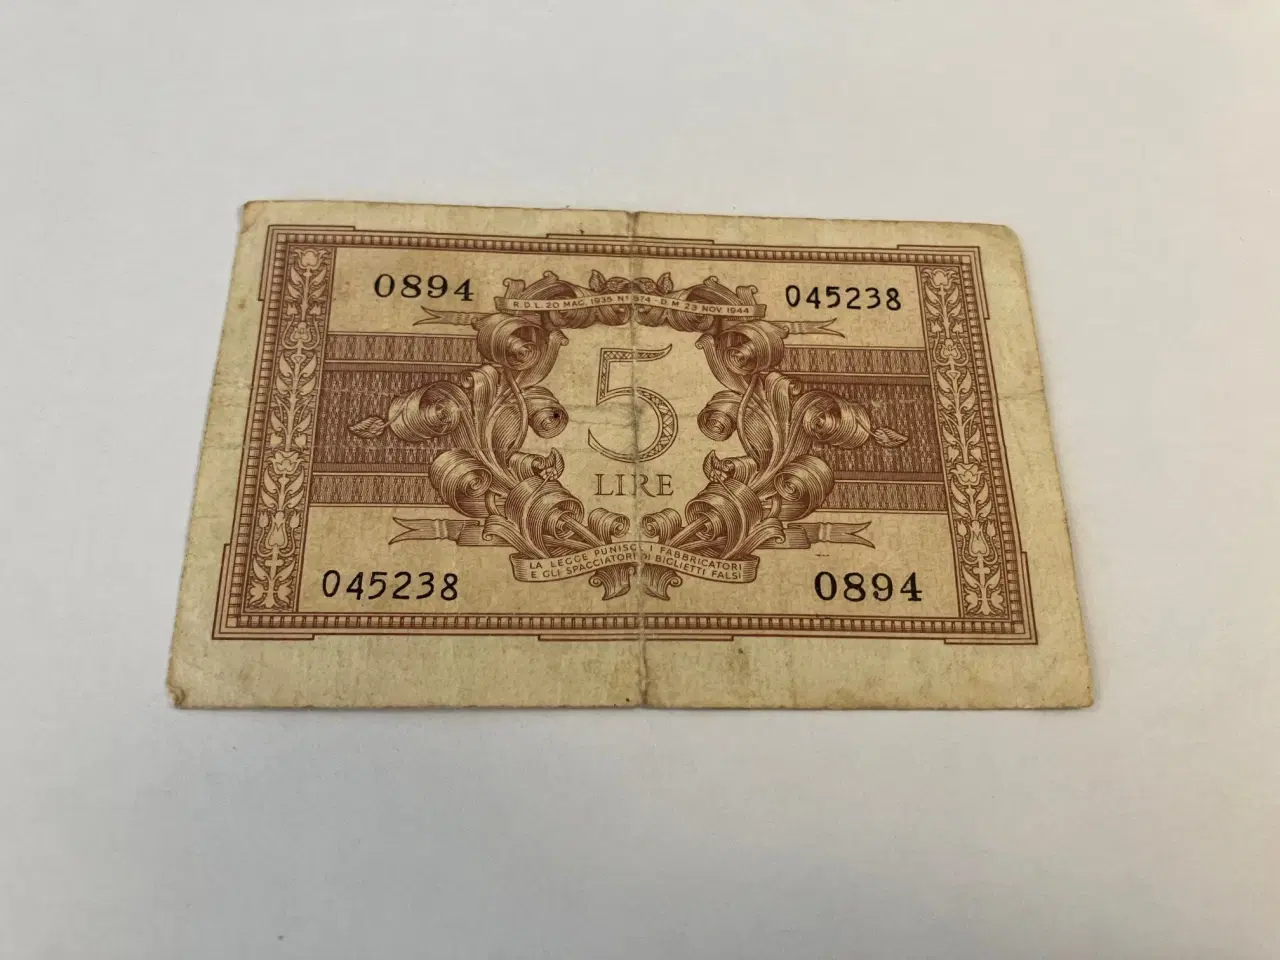 0894
045238
R.D.L. 20 MAG. 1935 Nº 874 - D.M. 23 NOV. 1944
5
LIRE
LA LEGGE PUNISCE I FABBRICATORI
E GLI SPACCIATORI DI BIGLIETTI FALSI
045238
0894